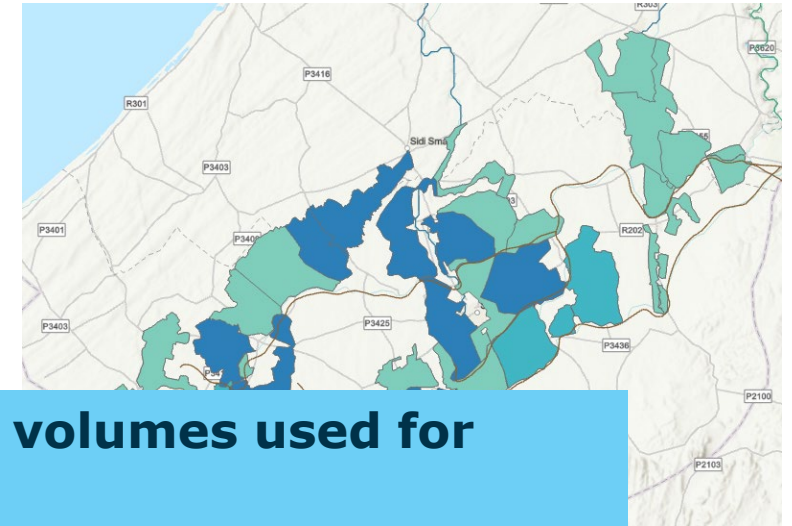 R303
P3620
P3416
R301
Sidi Sma
P3403
R202
P3401
P3403
P3425
P3436
P2100
volumes used for
P2103